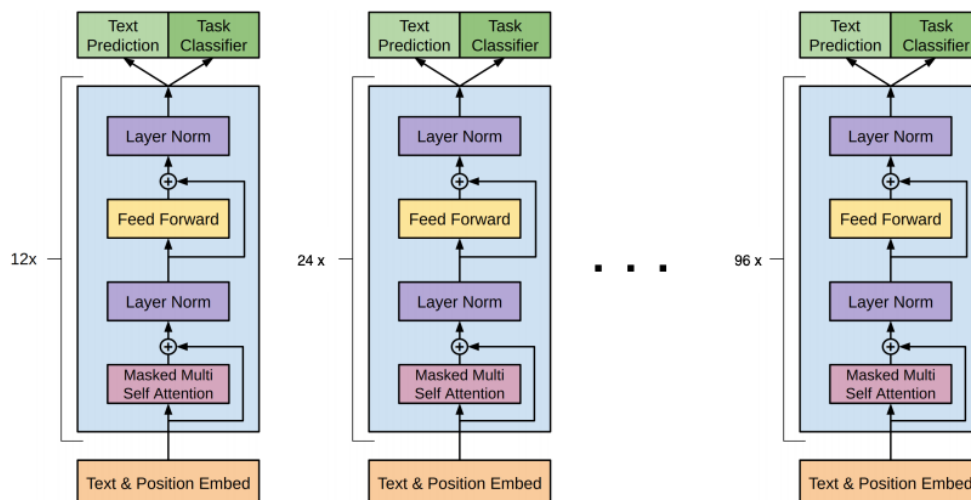 Text
Prediction
Task
Classifier
Layer Norm
Feed Forward
12x
Layer Norm
Masked Multi
Self Attention
Text & Position Embed
Text
Prediction
Task
Classifier
Layer Norm
Feed Forward
24 x
Layer Norm
Masked Multi
Self Attention
Text & Position Embed
. . .
Text
Prediction
Task
Classifier
Layer Norm
Feed Forward
96 x
Layer Norm
Masked Multi
Self Attention
Text & Position Embed